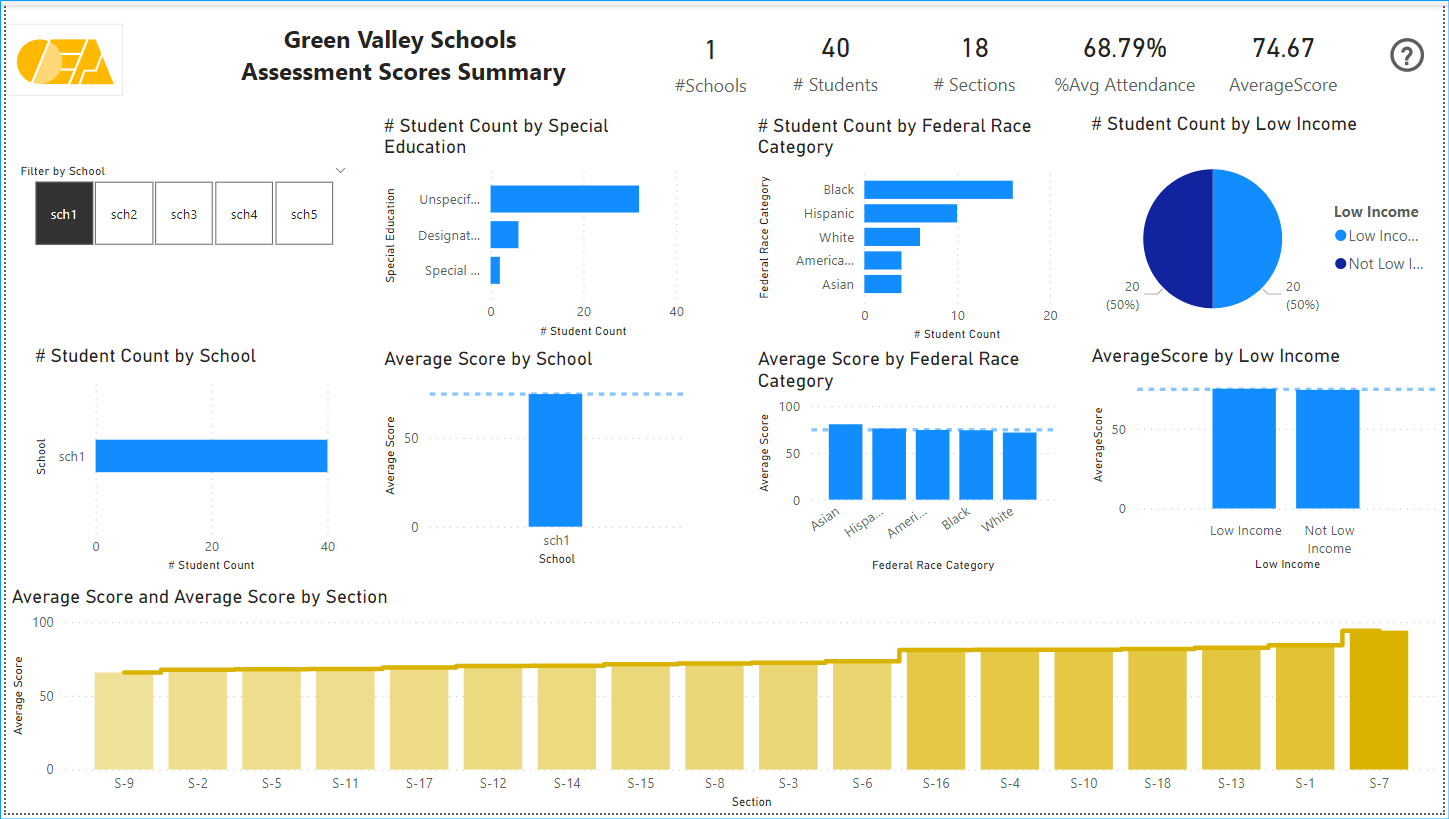 Green Valley Schools
Assessment Scores Summary
1
#Schools
40
# Students
18
# Sections
68.79%
%Avg Attendance
74.67
AverageScore
?
Filter by School
sch1
sch2
sch3
sch4
sch5
# Student Count by Special
Education
Special Education
Unspecif...
Designat...
Special ...
0
20
40
# Student Count
# Student Count by Federal Race
Category
Federal Race Category
Black
Hispanic
White
America...
Asian
0
10
20
# Student Count
# Student Count by Low Income
20
(50%)
20
(50%)
Low Income
Low Inco...
Not Low I...
# Student Count by School
School
sch1
0
20
40
# Student Count
Average Score by School
Average Score
50
0
sch1
School
Average Score by Federal Race
Category
Average Score
100
50
0
Asian
Hispa...
Ameri...
Black
White
Federal Race Category
AverageScore by Low Income
AverageScore
50
0
Low Income
Not Low
Income
Low Income
Average Score and Average Score by Section
Average Score
100
50
0
S-9
S-2
S-5
S-11
S-17
S-12
S-14
S-15
S-8
S-3
S-6
S-16
S-4
S-10
S-18
S-13
S-1
S-7
Section